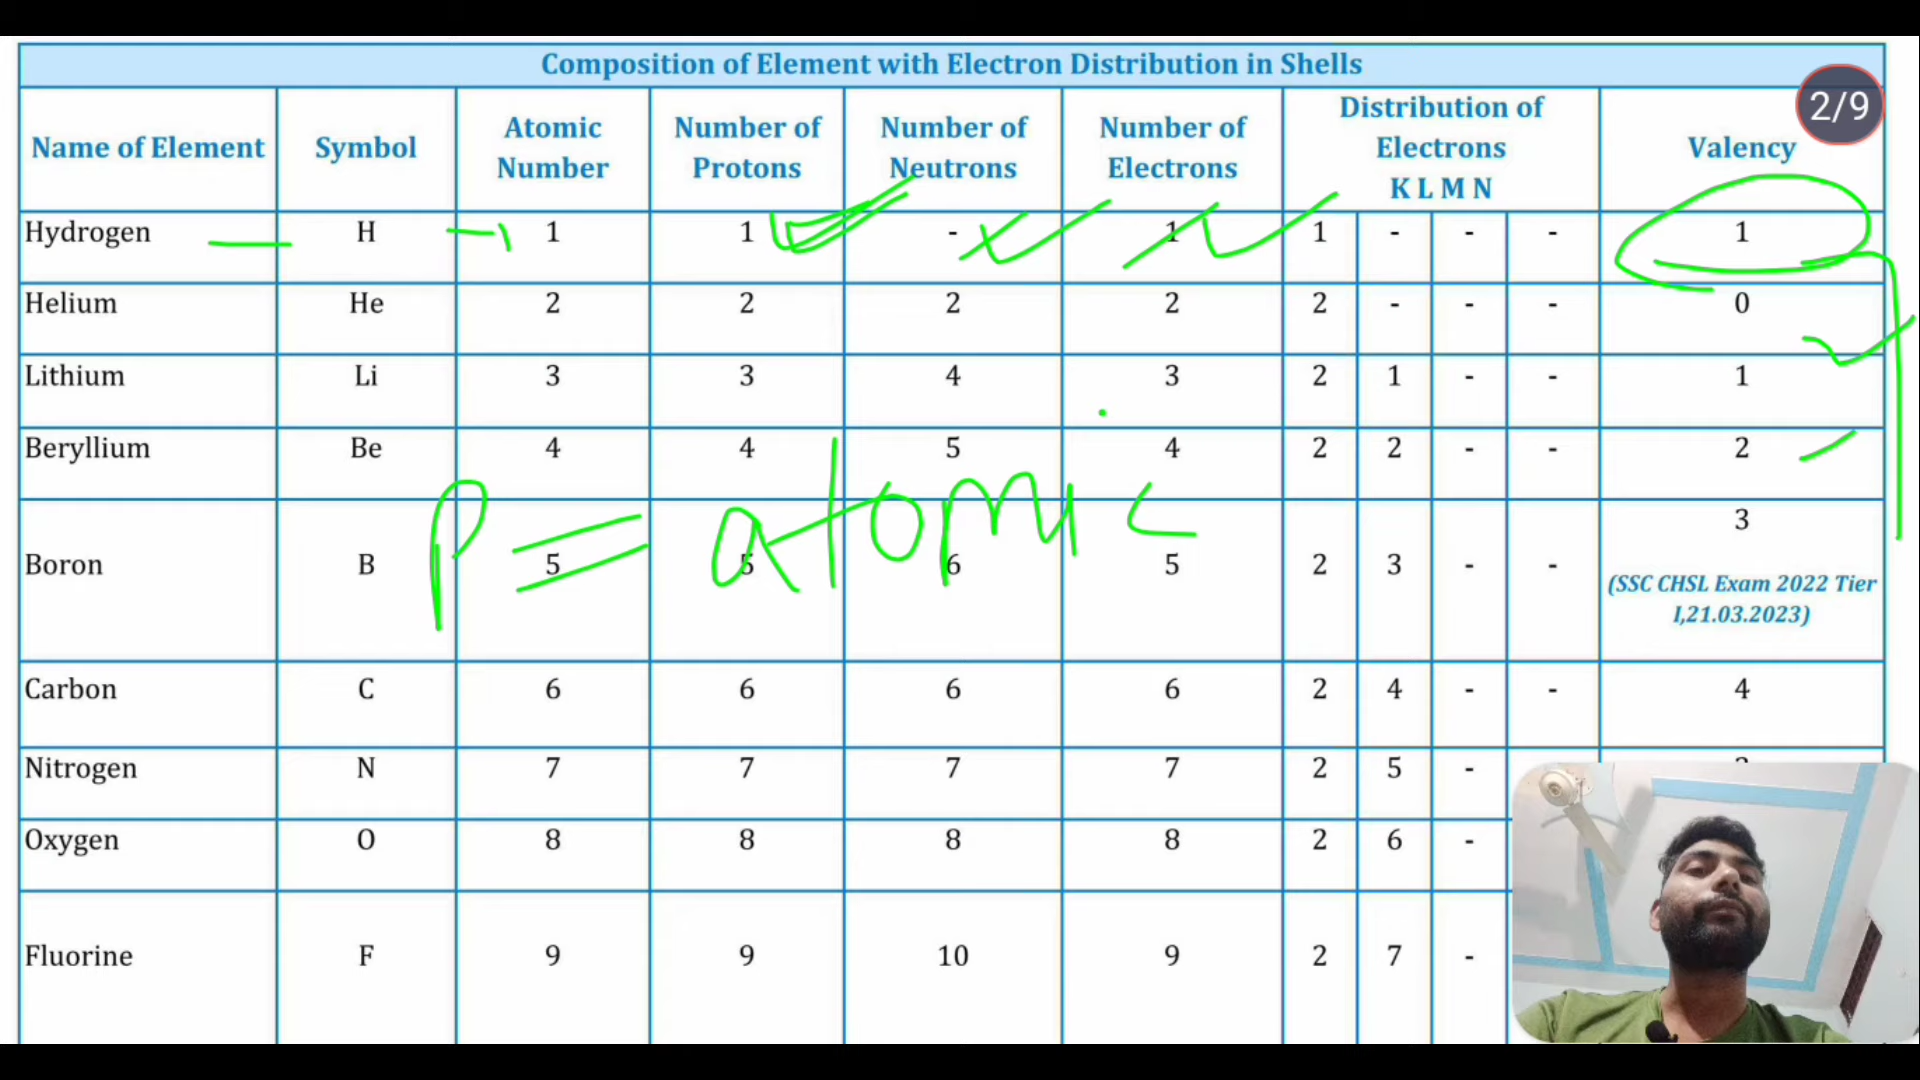 Composition of Element with Electron Distribution in Shells
2/9
Name of Element Symbol Atomic Number Number of Protons Number of Neutrons Number of Electrons Distribution of Electrons K L M N Valency
Hydrogen H 1 1 - 1 1 - - - 1
Helium He 2 2 2 2 2 - - - 0
Lithium Li 3 3 4 3 2 1 - - 1
Beryllium Be 4 4 5 4 2 2 - - 2
P = atomic
Boron B 5 5 6 5 2 3 - - 3
(SSC CHSL Exam 2022 Tier
I,21.03.2023)
Carbon C 6 6 6 6 2 4 - - 4
Nitrogen N 7 7 7 7 2 5 -
Oxygen O 8 8 8 8 2 6 -
Fluorine F 9 9 10 9 2 7 -